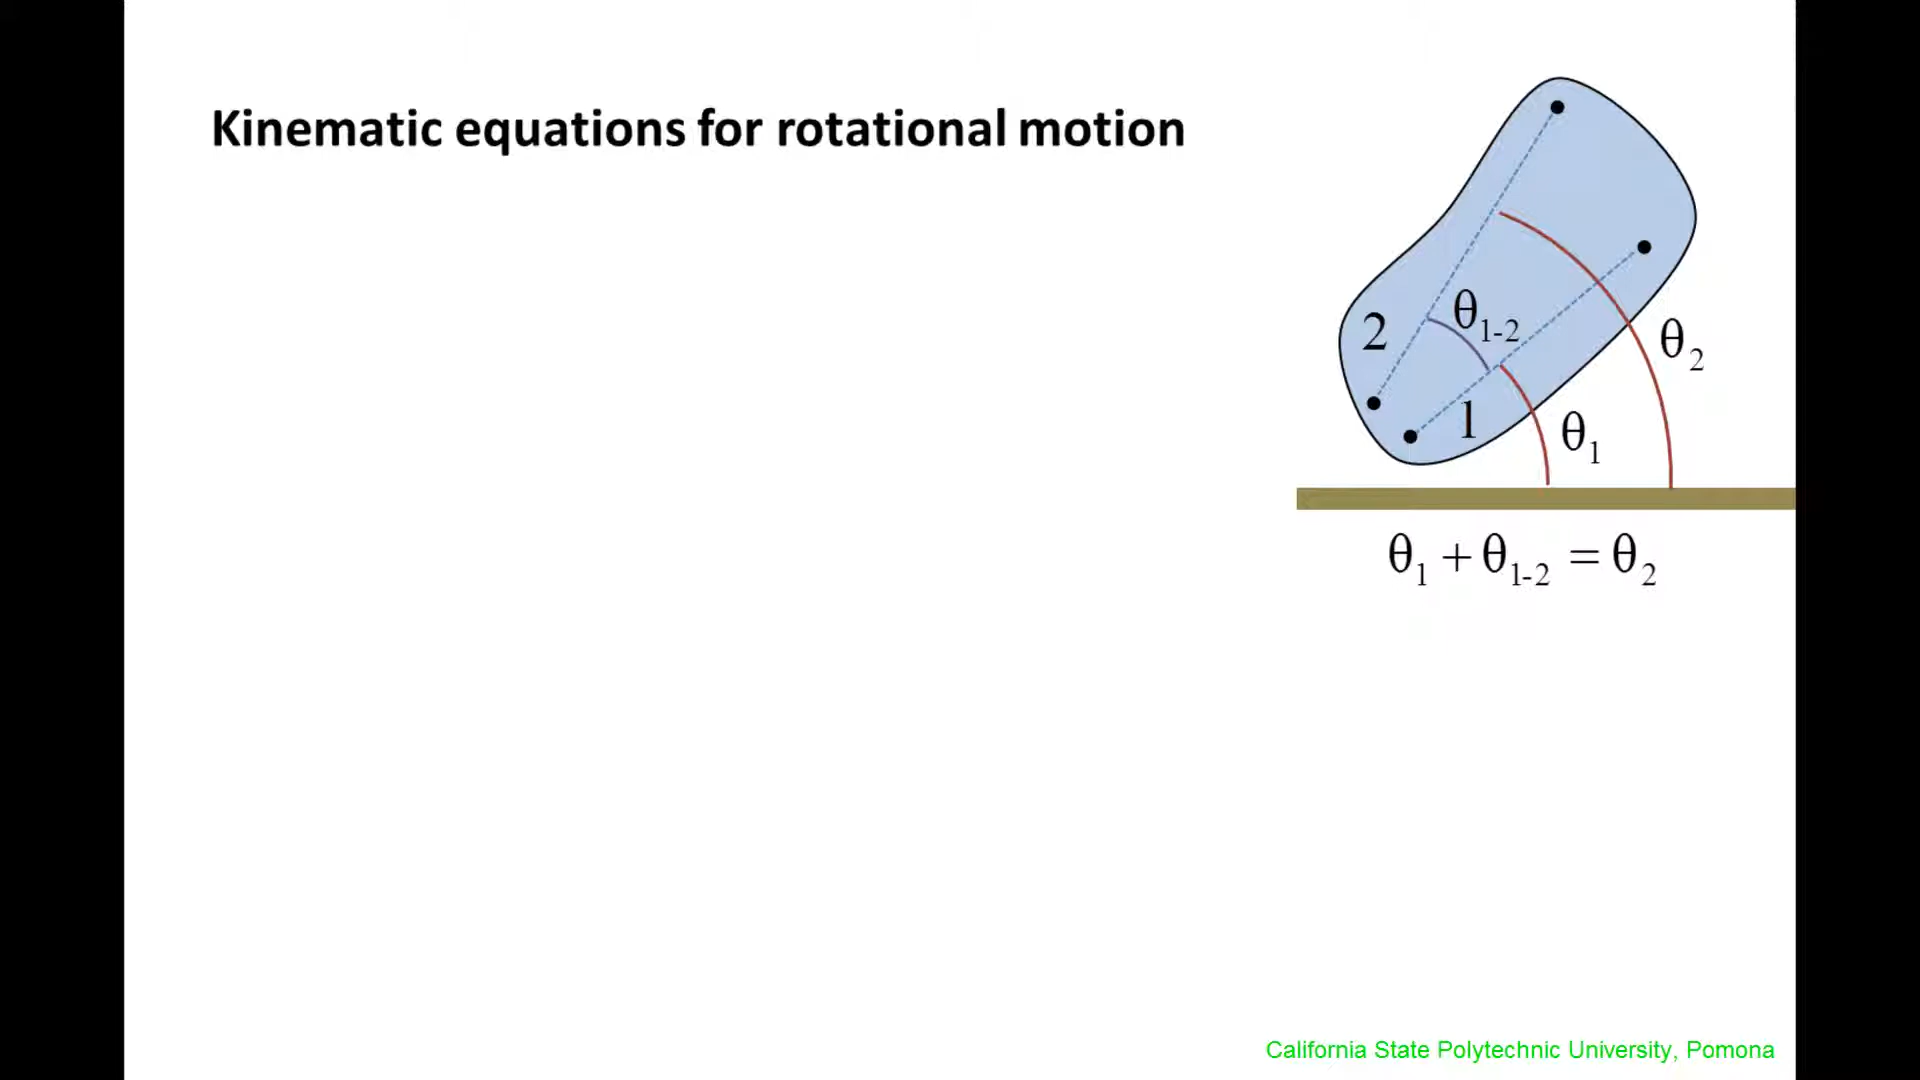 Kinematic equations for rotational motion
2
θ1-2
θ2
1
θ1
θ1 + θ1-2 = θ2
California State Polytechnic University, Pomona